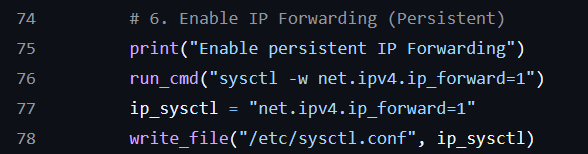 74 # 6. Enable IP Forwarding (Persistent)
75 print("Enable persistent IP Forwarding")
76 run_cmd("sysctl -w net.ipv4.ip_forward=1")
77 ip_sysctl = "net.ipv4.ip_forward=1"
78 write_file("/etc/sysctl.conf", ip_sysctl)